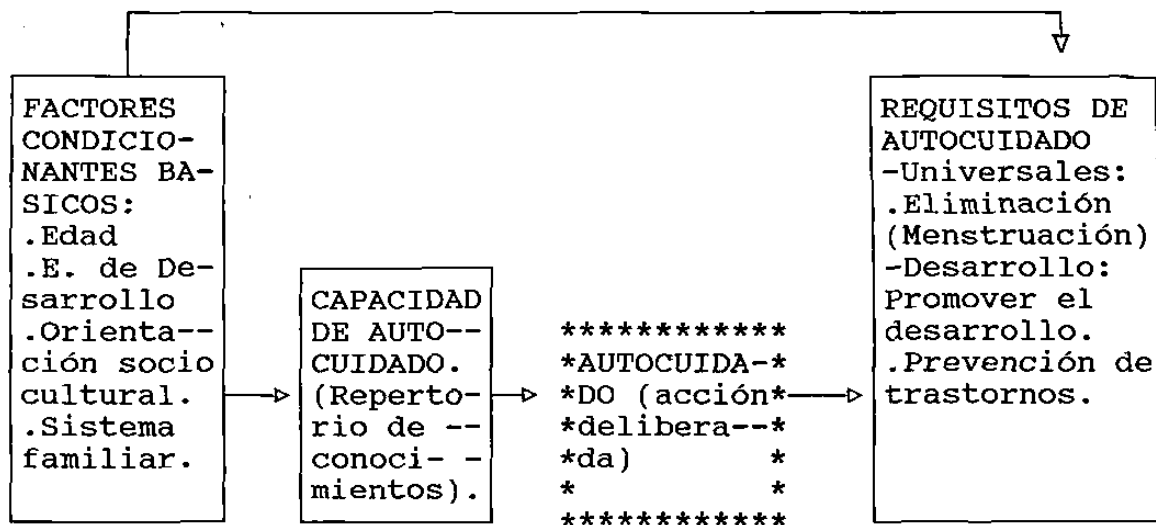 FACTORES
CONDICIO-
NANTES BA-
SICOS:
.Edad
.E. de De-
sarrollo
.Orienta--
ción socio
cultural.
.Sistema
familiar.
CAPACIDAD
DE AUTO--
CUIDADO.
(Reperto-
rio de --
conoci- -
mientos).
************
*AUTOCUIDA-*
*DO (acción*
*delibera--*
*da) *
* *
************
REQUISITOS DE
AUTOCUIDADO
-Universales:
.Eliminación
(Menstruación)
-Desarrollo:
Promover el
desarrollo.
.Prevención de
trastornos.